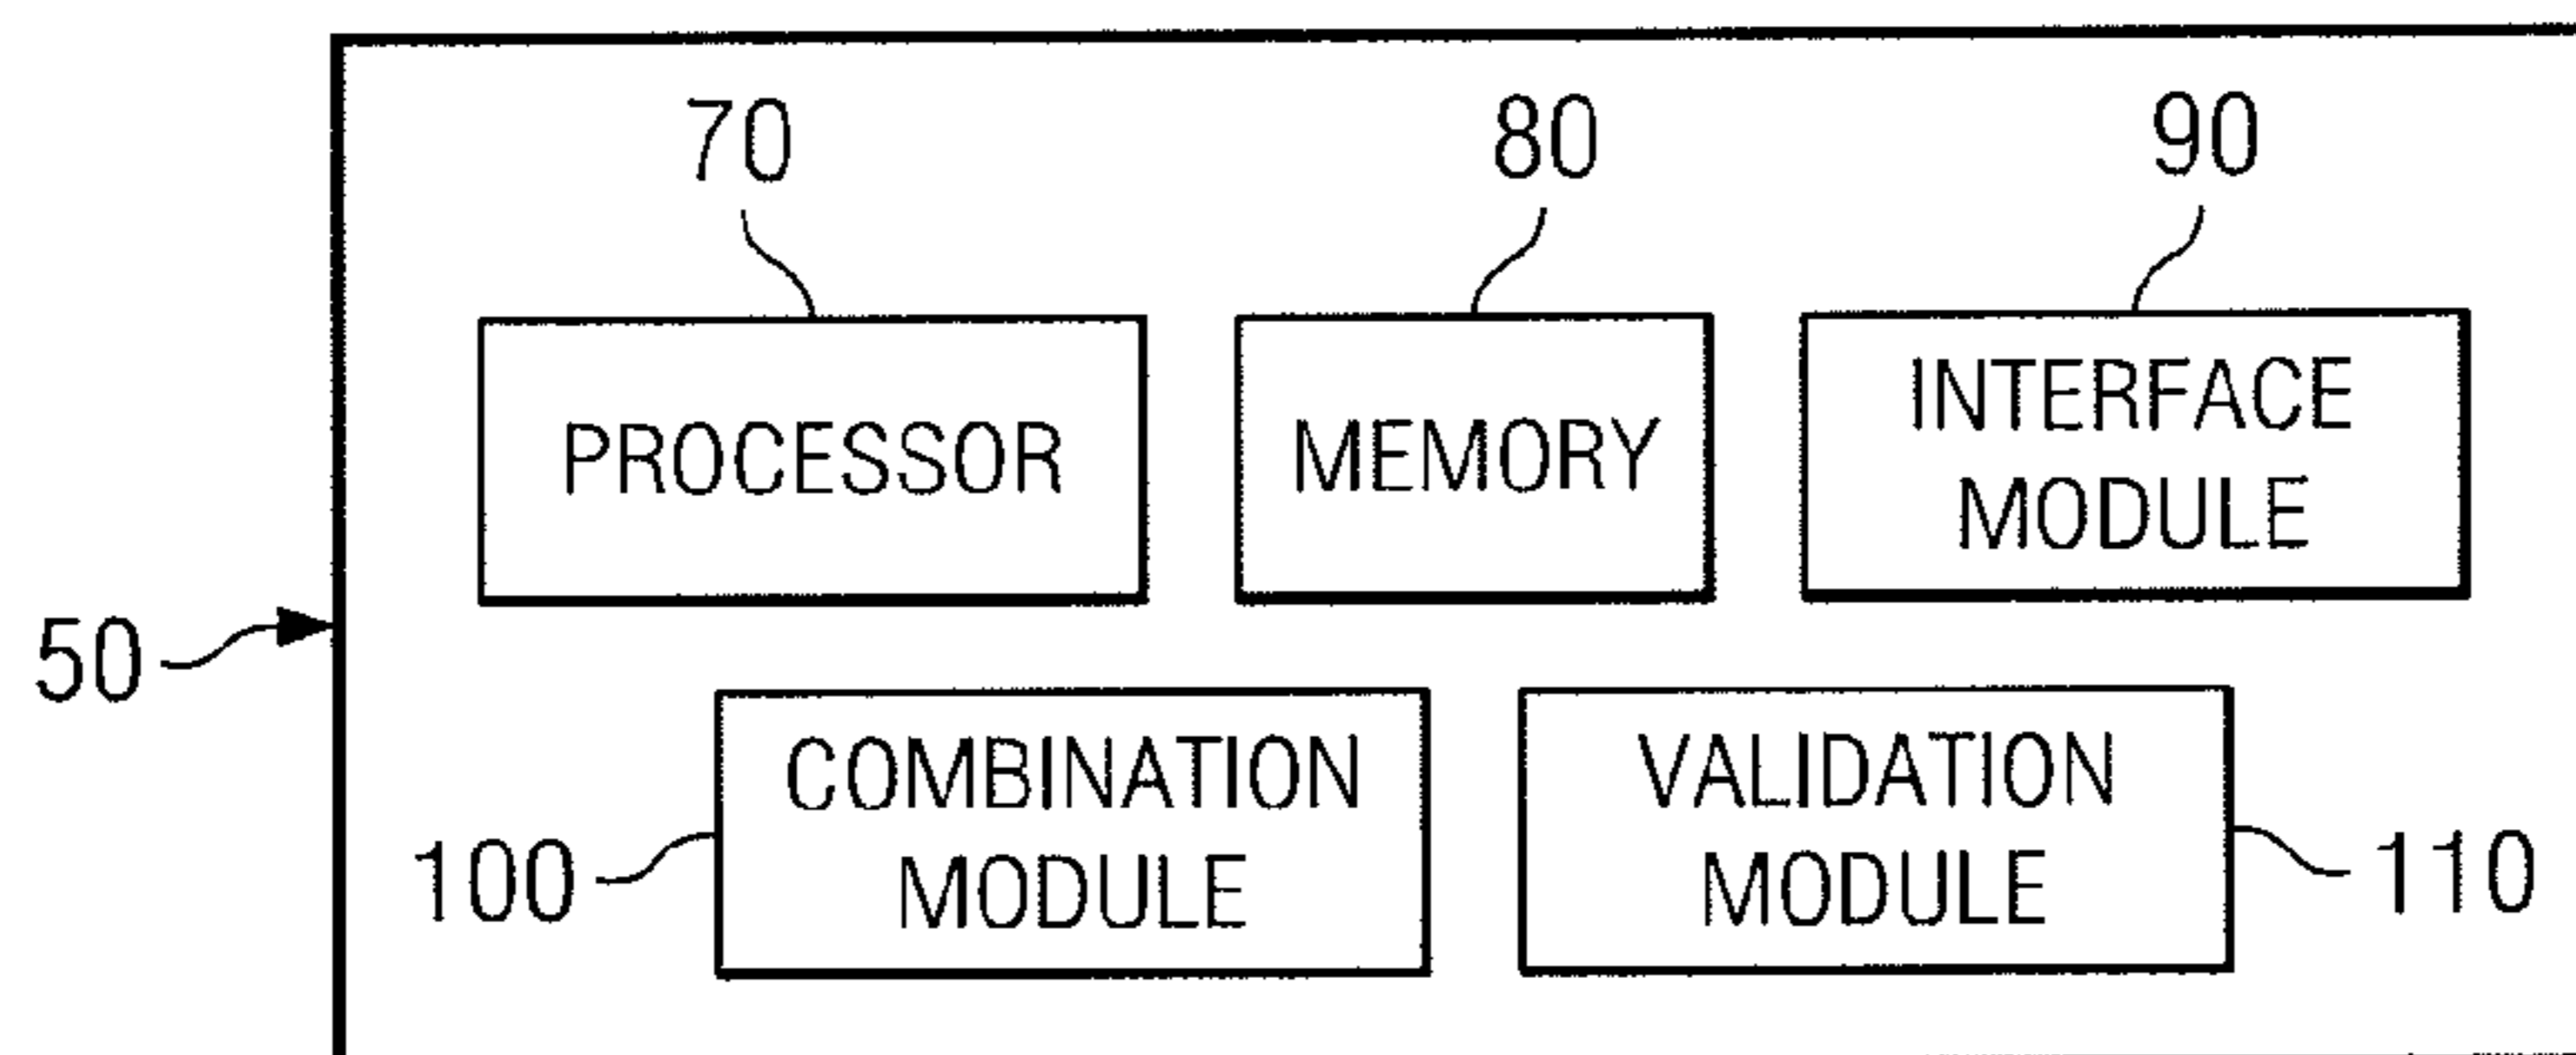 70 80 90
PROCESSOR MEMORY INTERFACE
MODULE
50
COMBINATION VALIDATION
MODULE MODULE
100 110